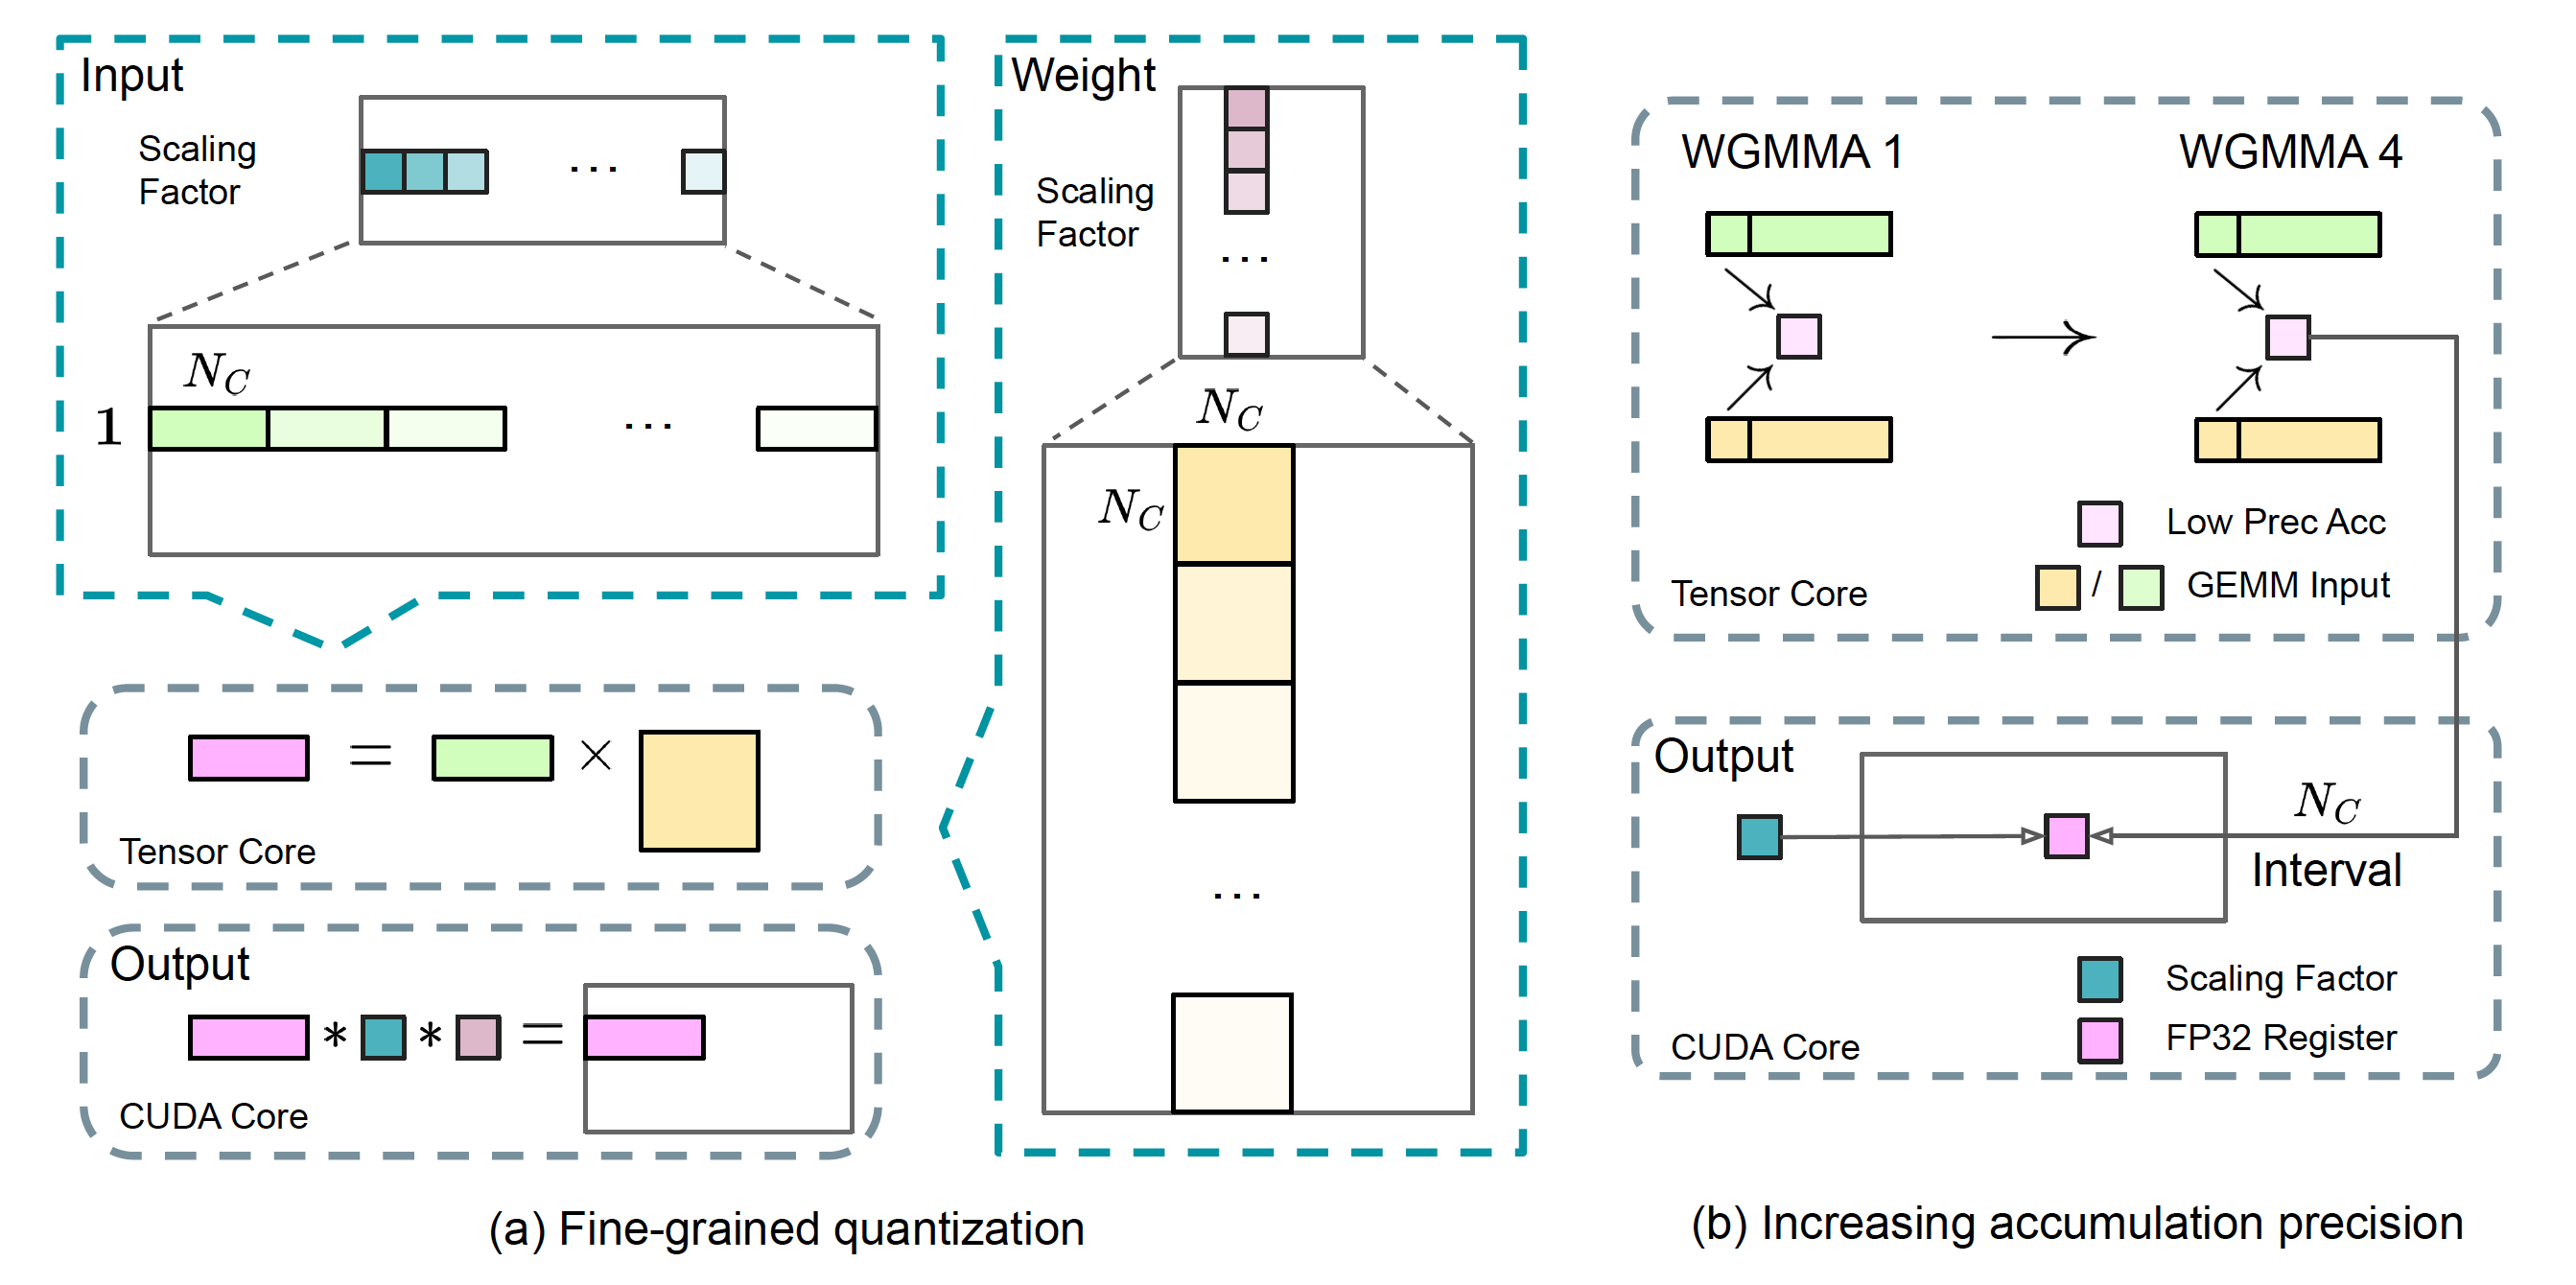 Input
Scaling
Factor
...
N_C
1 ...
Tensor Core
= ×
Output
* * =
CUDA Core
Weight
Scaling
Factor
...
N_C
N_C
...
(a) Fine-grained quantization
WGMMA 1 WGMMA 4
Low Prec Acc
/ GEMM Input
Tensor Core
Output
N_C
Interval
Scaling Factor
FP32 Register
CUDA Core
(b) Increasing accumulation precision